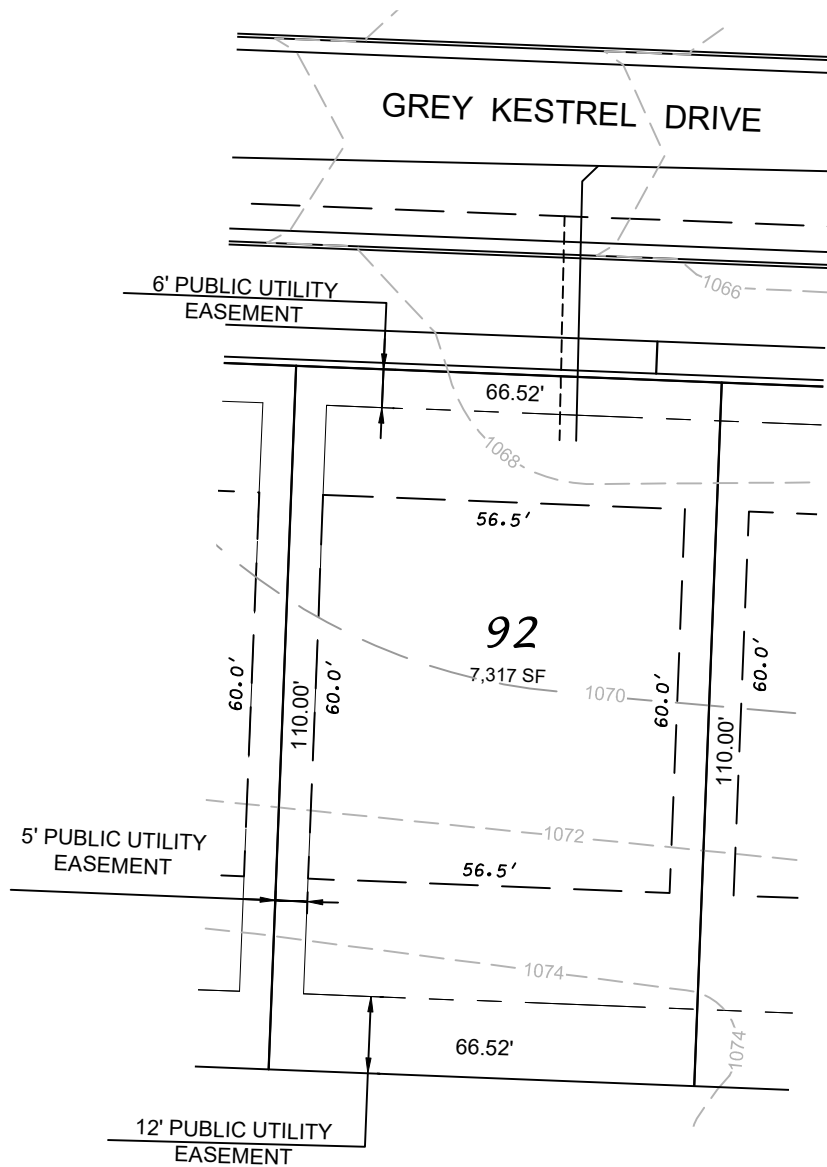 GREY KESTREL DRIVE
1066
6' PUBLIC UTILITY
EASEMENT
66.52'
1068
56.5'
92
7,317 SF
1070
60.0'
110.00'
60.0'
60.0'
110.00'
60.0'
1072
5' PUBLIC UTILITY
EASEMENT
56.5'
1074
1074
66.52'
12' PUBLIC UTILITY
EASEMENT